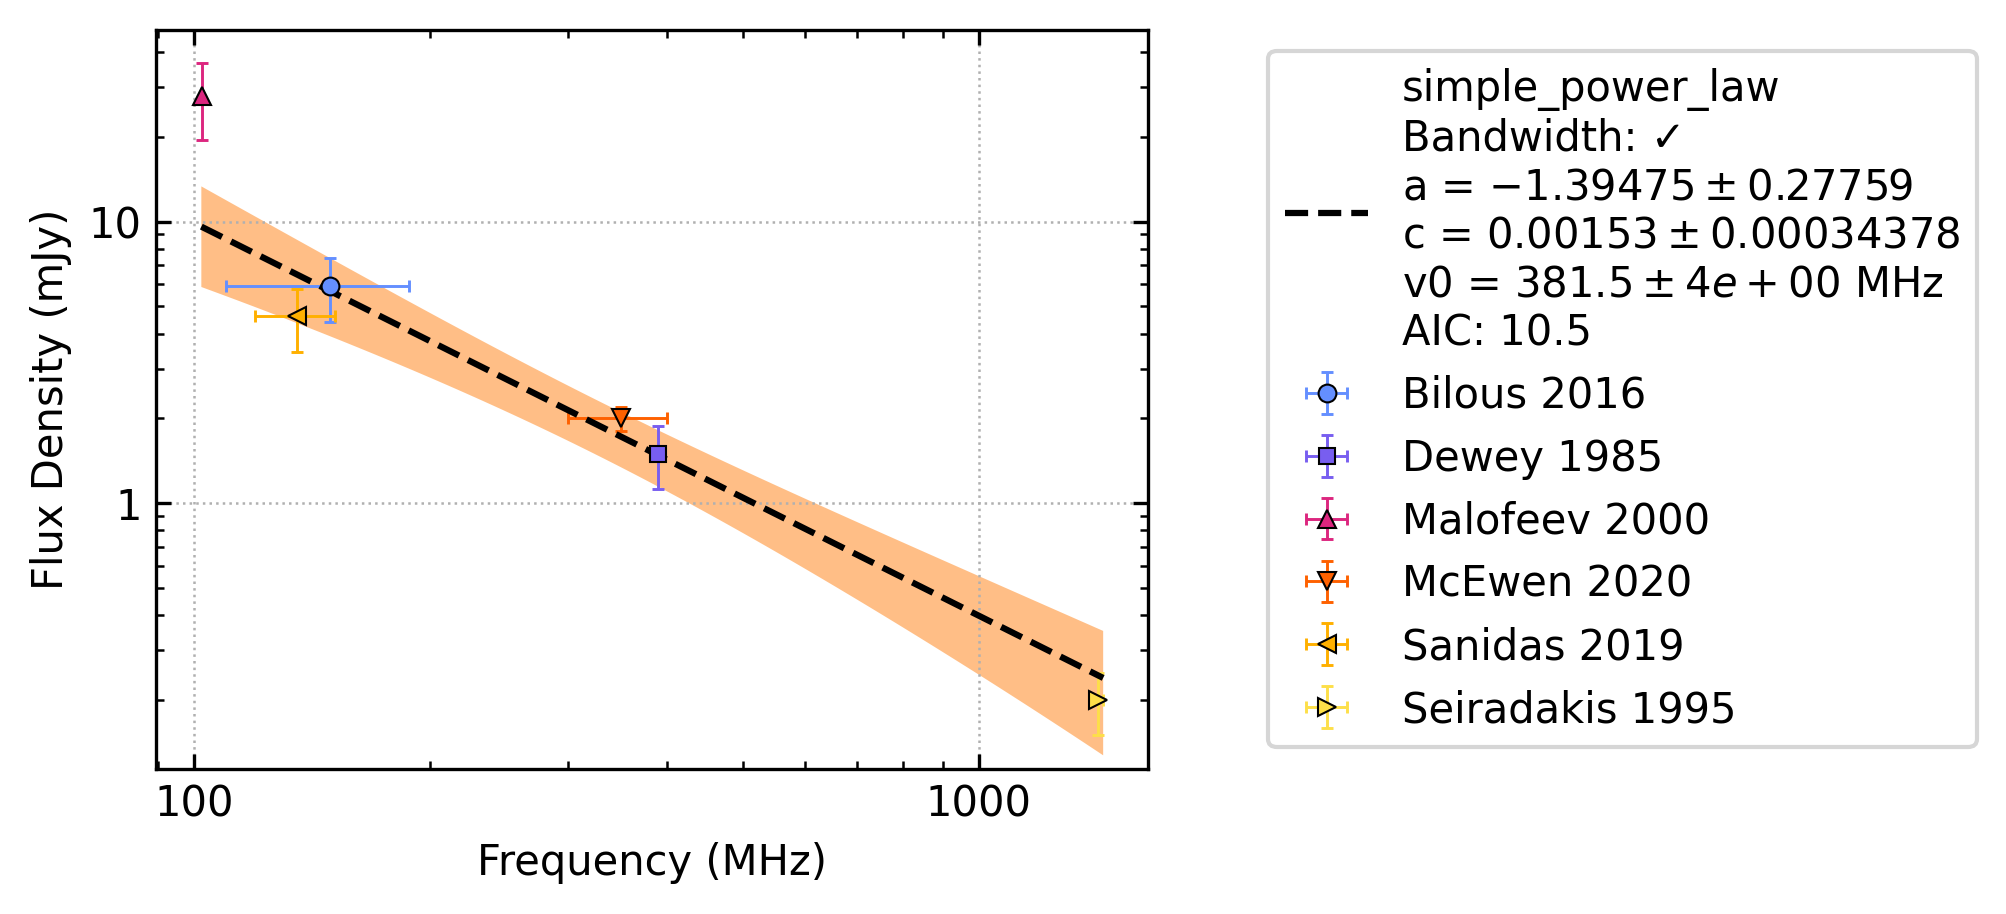 10
1
100
1000
Flux Density (mJy)
Frequency (MHz)
simple_power_law
Bandwidth: ✓
a = −1.39475 ± 0.27759
c = 0.00153 ± 0.00034378
v0 = 381.5 ± 4e + 00 MHz
AIC: 10.5
Bilous 2016
Dewey 1985
Malofeev 2000
McEwen 2020
Sanidas 2019
Seiradakis 1995